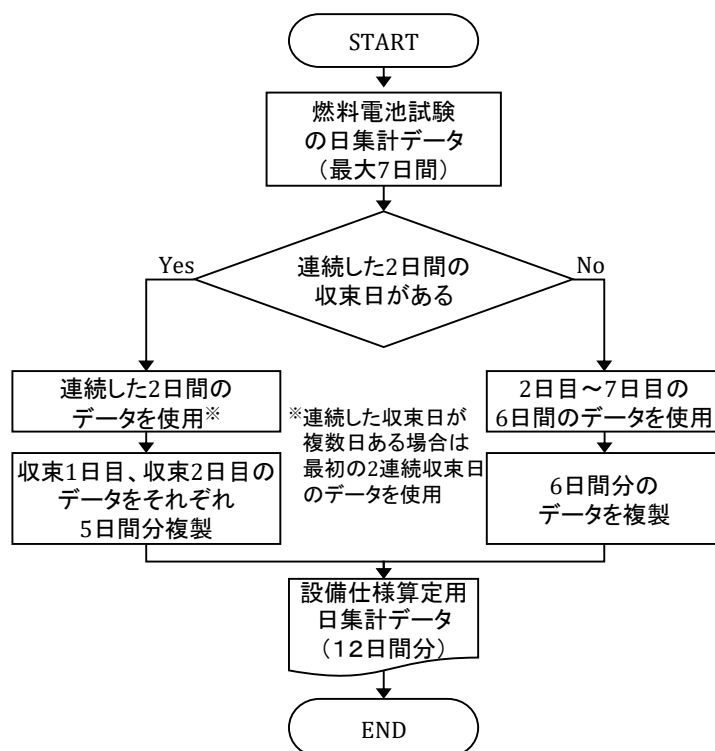 START
燃料電池試験
の日集計データ
（最大7日間）
連続した2日間の
収束日がある
Yes
No
連続した2日間の
データを使用※
収束1日目、収束2日目の
データをそれぞれ
5日間分複製
※連続した収束日が
複数日ある場合は
最初の2連続収束日
のデータを使用
2日目～7日目の
6日間のデータを使用
6日間分の
データを複製
設備仕様算定用
日集計データ
（１２日間分）
END